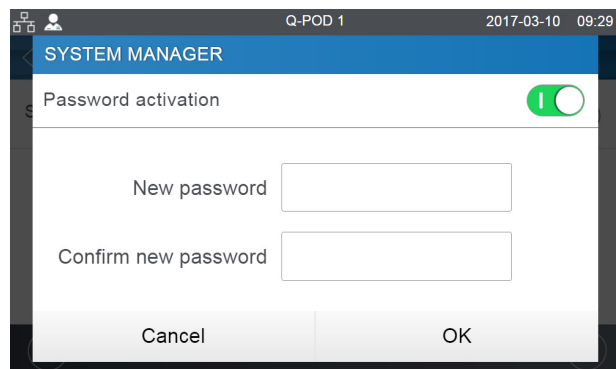 Q-POD 1 2017-03-10 09:29
SYSTEM MANAGER
Password activation
New password
Confirm new password
Cancel OK